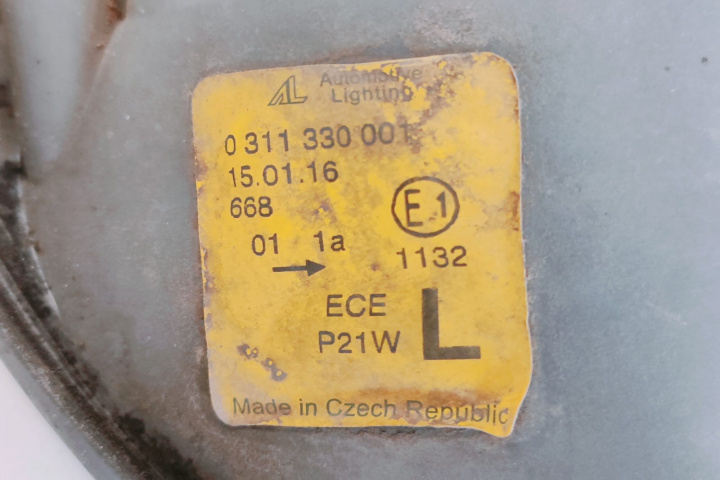 AL Automotive
Lighting
0 311 330 001
15.01.16
668
01 1a
E1
1132
ECE
P21W
L
Made in Czech Republic